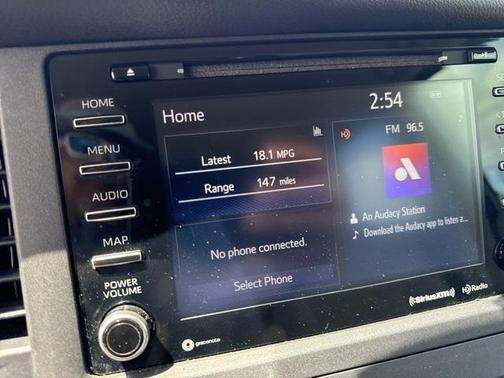 HOME
MENU
AUDIO
MAP
POWER
VOLUME
Home
2:54
Latest 18.1 MPG
Range 147 miles
No phone connected.
Select Phone
HD FM 96.5
An Audacy Station
Download the Audacy app to listen a...
gracenote
((SiriusXM))
HD Radio